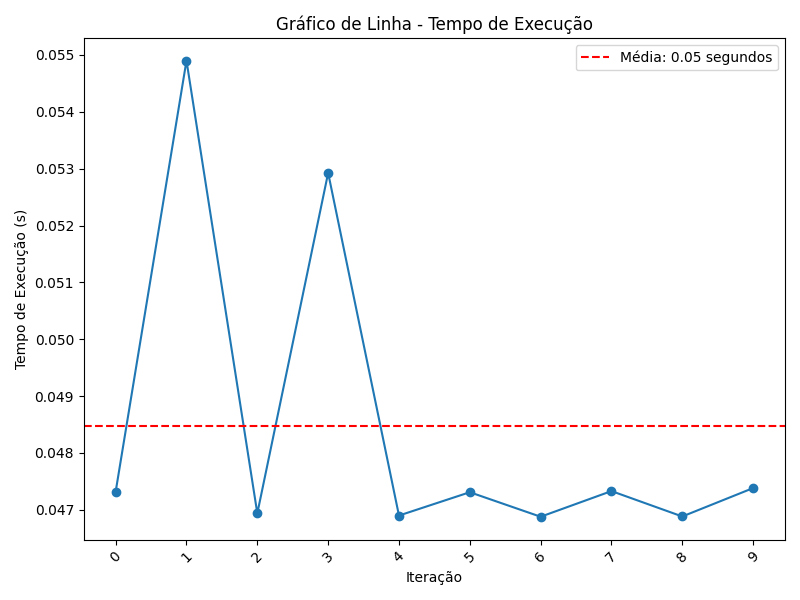 Gráfico de Linha - Tempo de Execução
Média: 0.05 segundos
0.055
0.054
0.053
0.052
0.051
0.050
0.049
0.048
0.047
Tempo de Execução (s)
0 1 2 3 4 5 6 7 8 9
Iteração